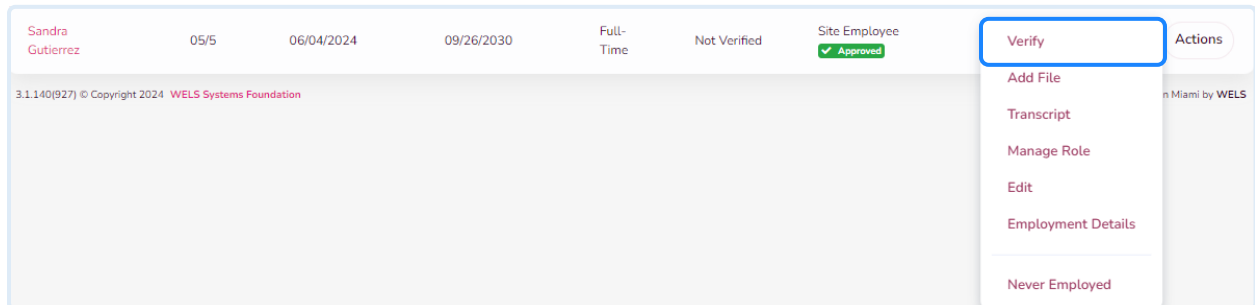 Sandra
Gutierrez
05/5
06/04/2024
09/26/2030
Full-
Time
Not Verified
Site Employee
Approved
Actions
Verify
Add File
Transcript
Manage Role
Edit
Employment Details
Never Employed
3.1.140(927) © Copyright 2024 WELS Systems Foundation
n Miami by WELS